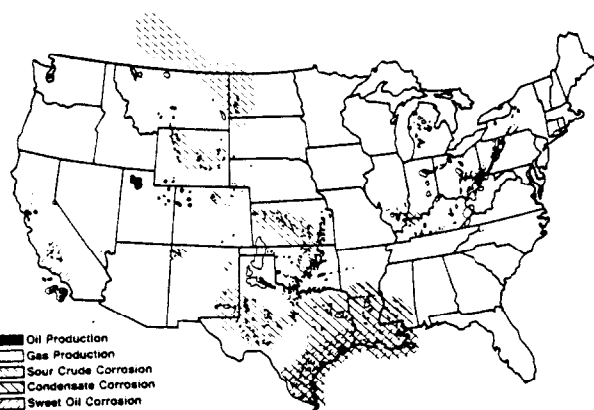 Oil Production
Gas Production
Sour Crude Corrosion
Condensate Corrosion
Sweet Oil Corrosion